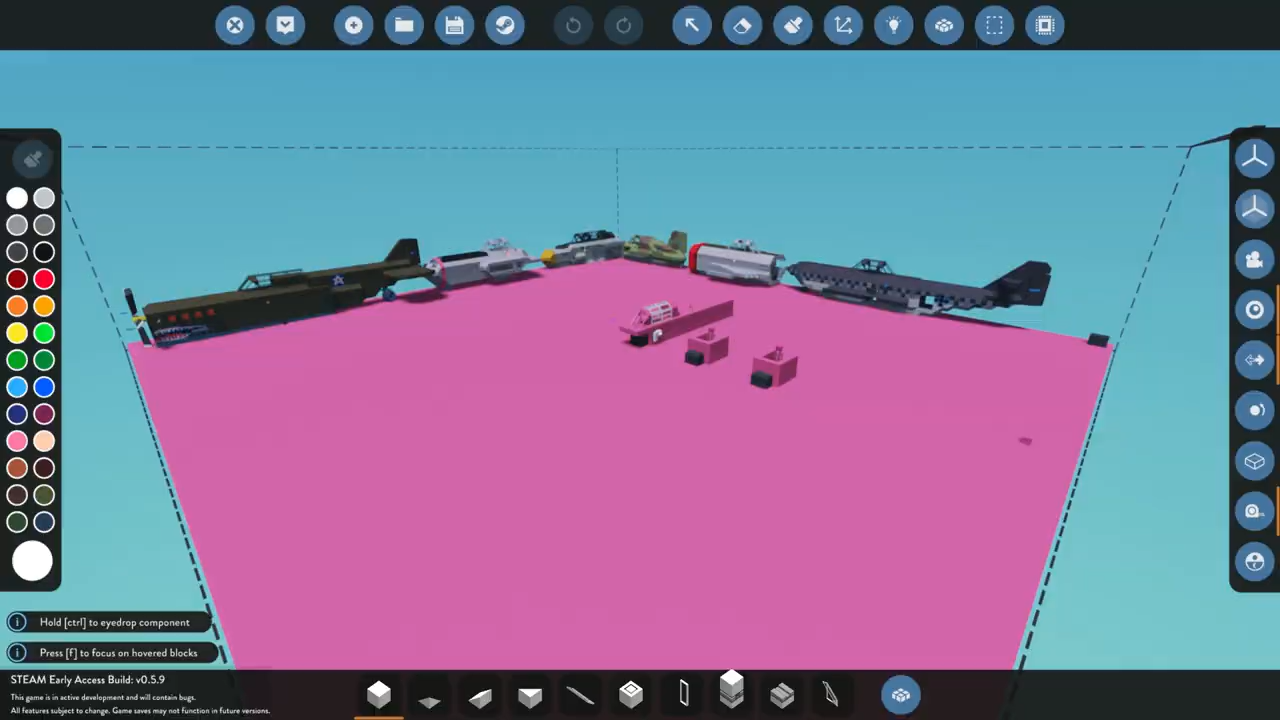 Hold [ctrl] to eyedrop component
Press [f] to focus on hovered blocks
STEAM Early Access Build: v0.5.9
This game is in active development and will contain bugs.
All features subject to change. Game saves may not function in future versions.